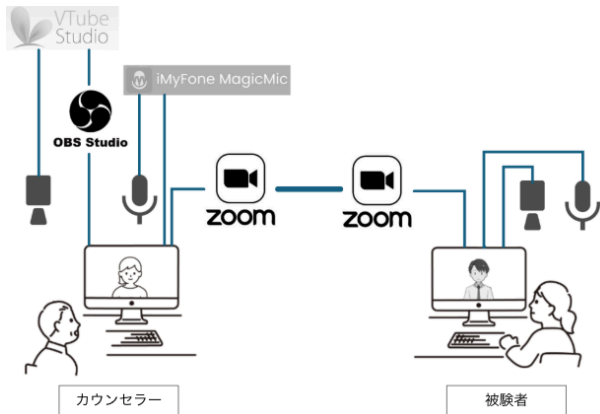 VTube
Studio
iMyFone MagicMic
OBS Studio
zoom
zoom
カウンセラー
被験者